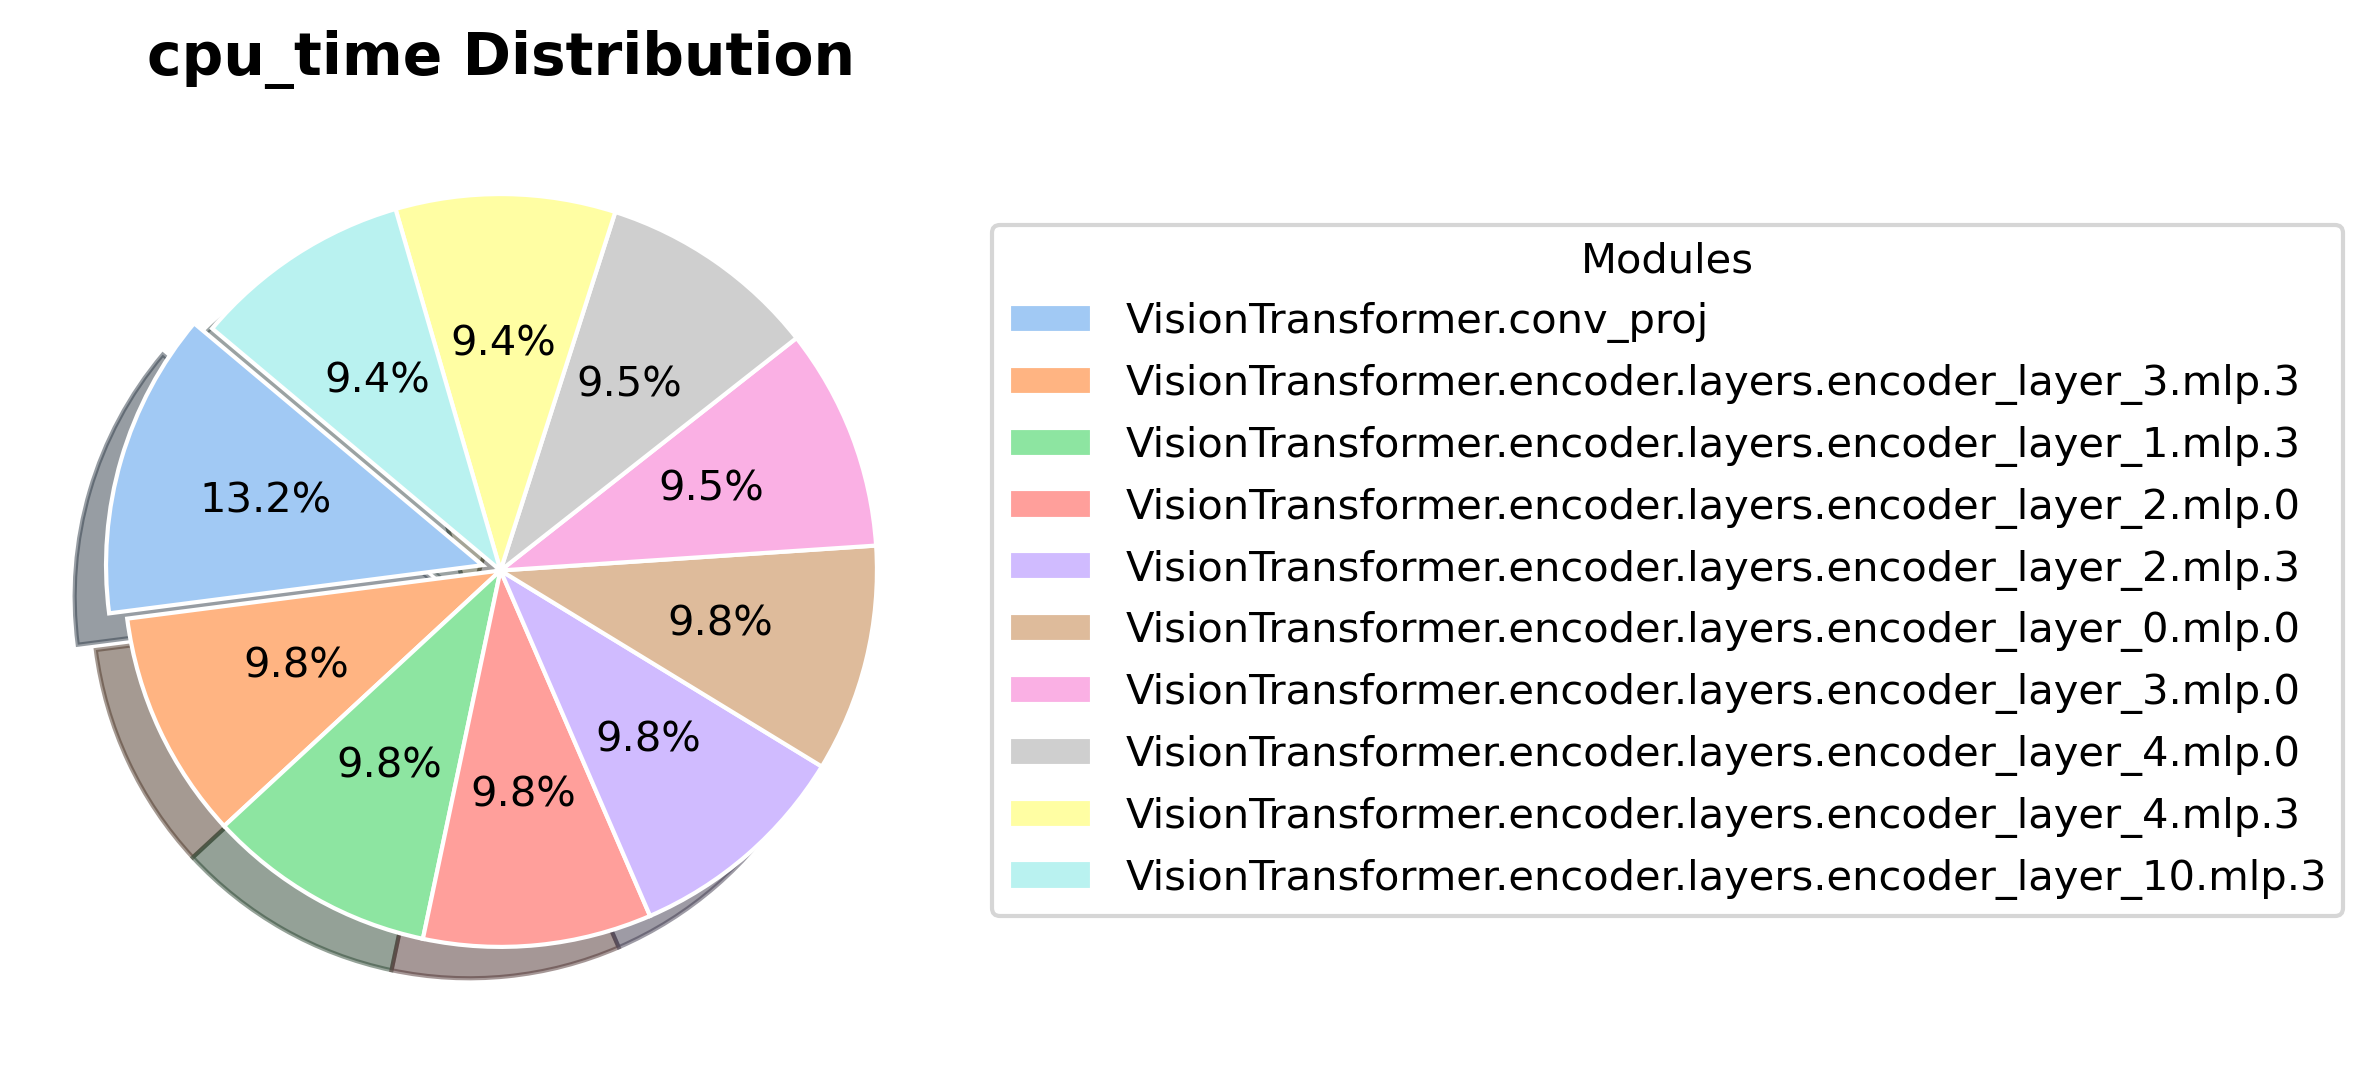 cpu_time Distribution
9.4%
9.4%
9.5%
13.2%
9.5%
9.8%
9.8%
9.8%
9.8%
9.8%
Modules
VisionTransformer.conv_proj
VisionTransformer.encoder.layers.encoder_layer_3.mlp.3
VisionTransformer.encoder.layers.encoder_layer_1.mlp.3
VisionTransformer.encoder.layers.encoder_layer_2.mlp.0
VisionTransformer.encoder.layers.encoder_layer_2.mlp.3
VisionTransformer.encoder.layers.encoder_layer_0.mlp.0
VisionTransformer.encoder.layers.encoder_layer_3.mlp.0
VisionTransformer.encoder.layers.encoder_layer_4.mlp.0
VisionTransformer.encoder.layers.encoder_layer_4.mlp.3
VisionTransformer.encoder.layers.encoder_layer_10.mlp.3